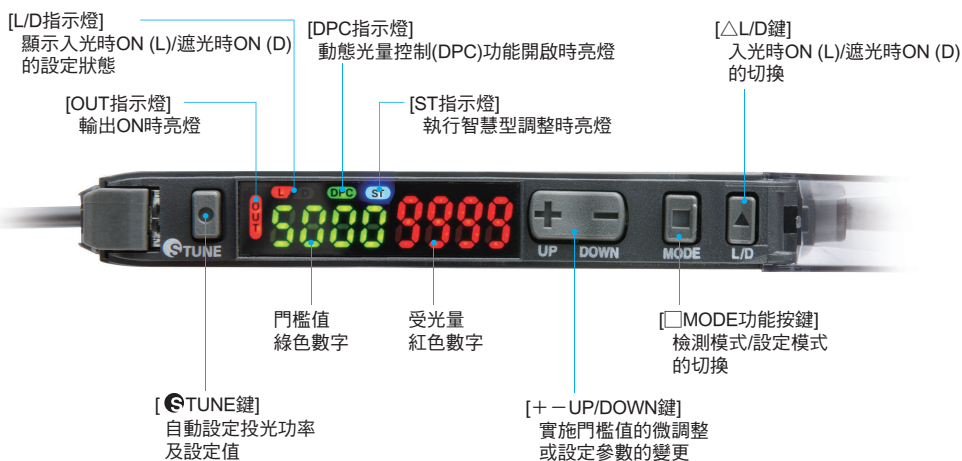 [L/D指示燈]
顯示入光時ON (L)/遮光時ON (D)
的設定狀態
[DPC指示燈]
動態光量控制(DPC)功能開啟時亮燈
[△L/D鍵]
入光時ON (L)/遮光時ON (D)
的切換
[OUT指示燈]
輸出ON時亮燈
[ST指示燈]
執行智慧型調整時亮燈
L D DPC ST
OUT
5000 9998
STUNE
+ −
UP DOWN
MODE
L/D
門檻值
綠色數字
受光量
紅色數字
[□MODE功能按鍵]
檢測模式/設定模式
的切換
[STUNE鍵]
自動設定投光功率
及設定值
[＋－UP/DOWN鍵]
實施門檻值的微調整
或設定參數的變更